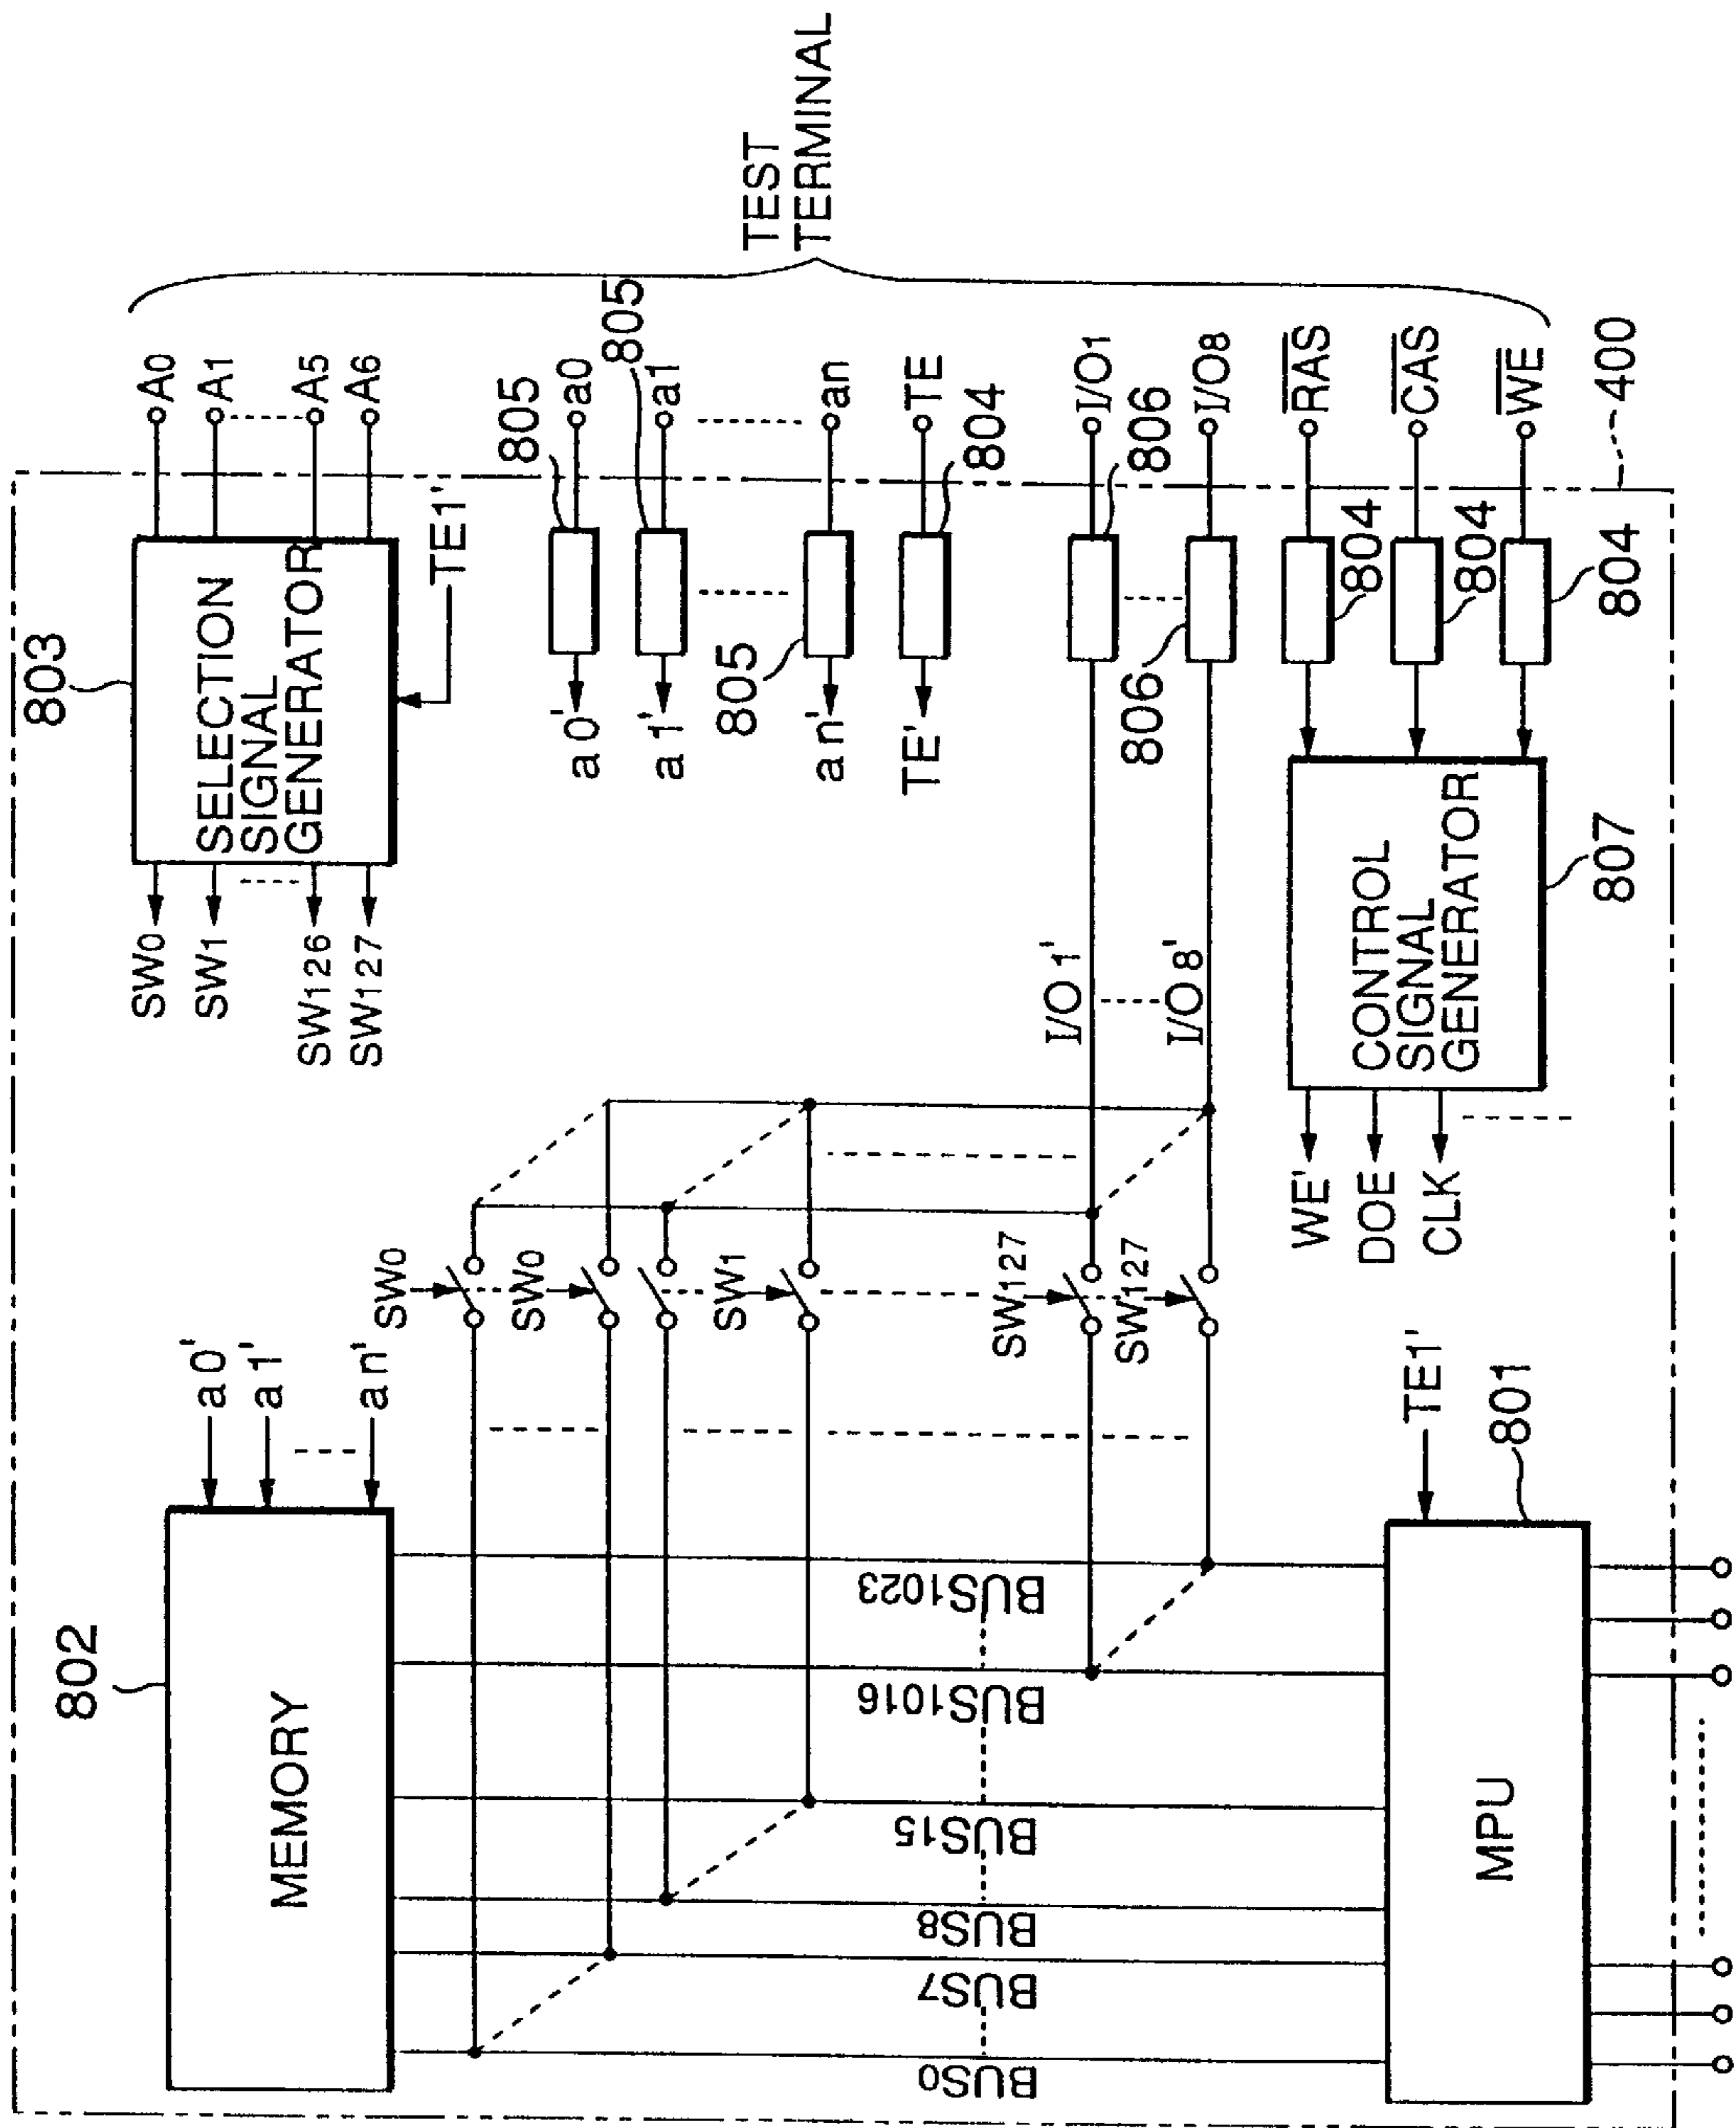 802
MEMORY
a0'
a1'
an'
803
SELECTION
SIGNAL
GENERATOR
SW0
SW1
SW126
SW127
A0
A1
A5
A6
TE1'
TEST
TERMINAL
805
a0
a0'
805
a1
a1'
805
an
an'
TE
804
TE'
SW0
SW0
SW1
SW127
SW127
I/O1'
I/O8'
I/O1
806
I/O8
806
BUS0
BUS7
BUS8
BUS15
BUS1016
BUS1023
MPU
801
TE1'
WE'
DOE
CLK
CONTROL
SIGNAL
GENERATOR
807
804
804
804
RAS
CAS
WE
400